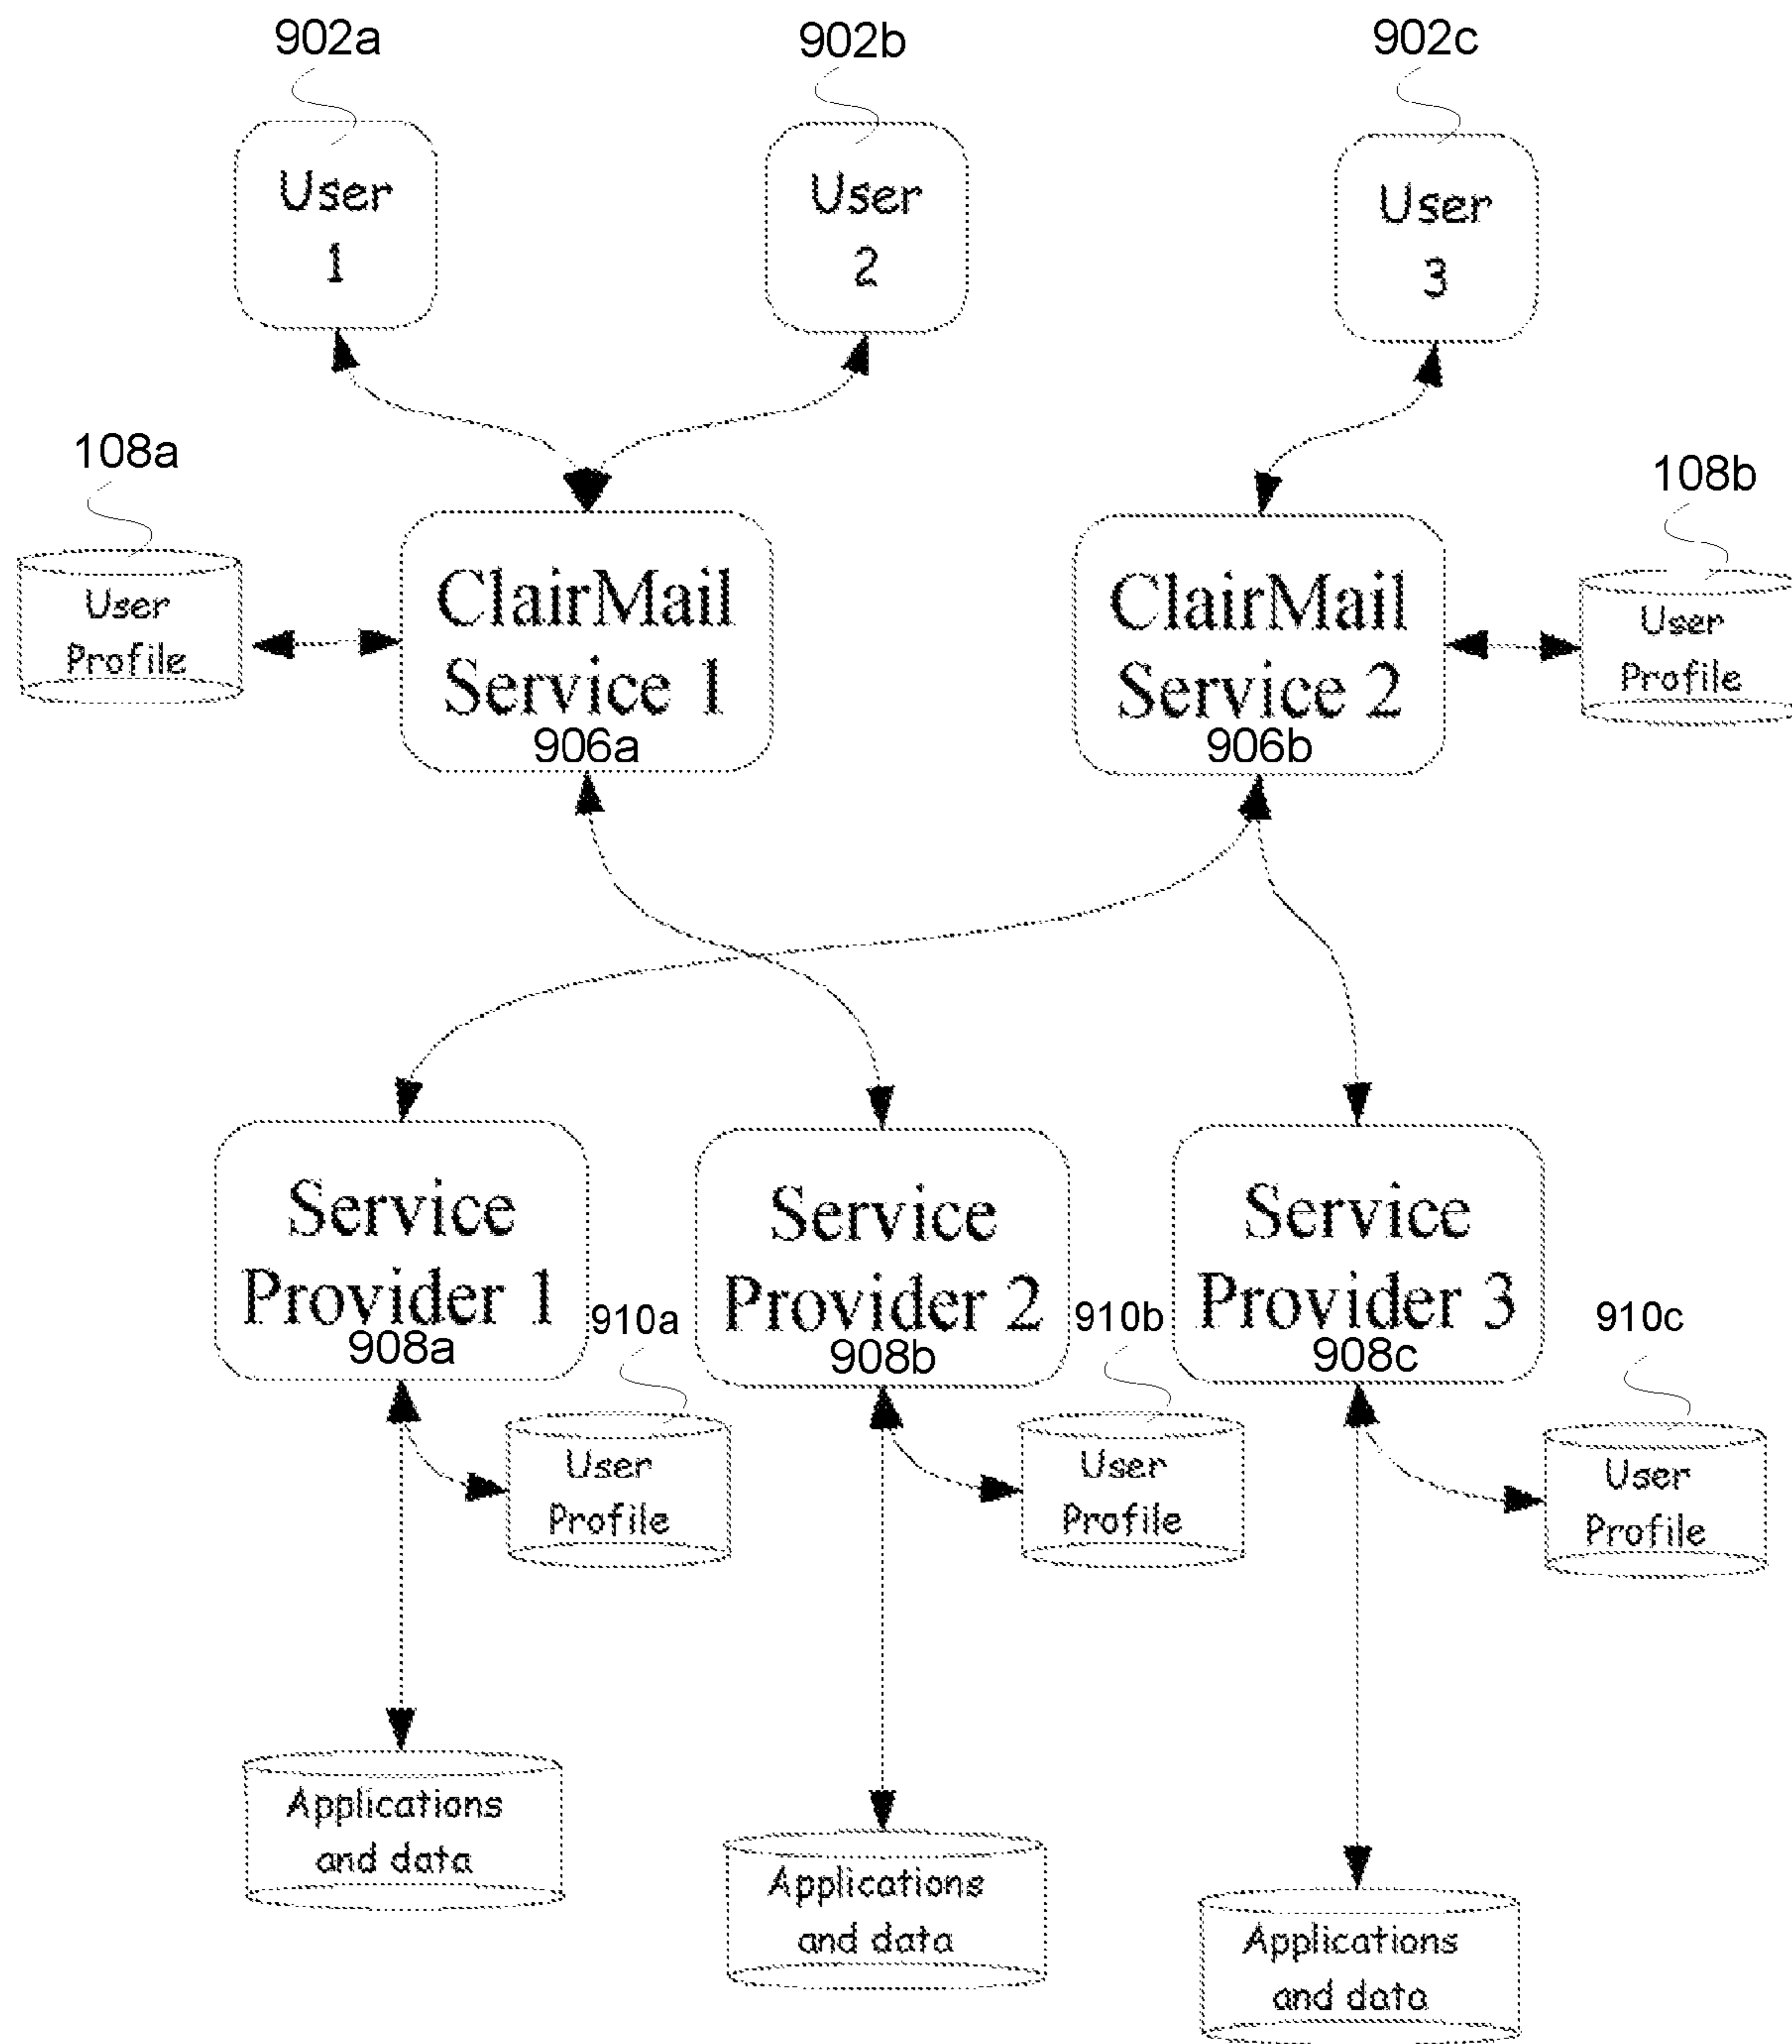 902a
902b
902c
User
1
User
2
User
3
108a
108b
User
Profile
ClairMail
Service 1
906a
ClairMail
Service 2
906b
User
Profile
Service
Provider 1
908a
Service
Provider 2
908b
Service
Provider 3
908c
910a
910b
910c
User
Profile
User
Profile
User
Profile
Applications
and data
Applications
and data
Applications
and data